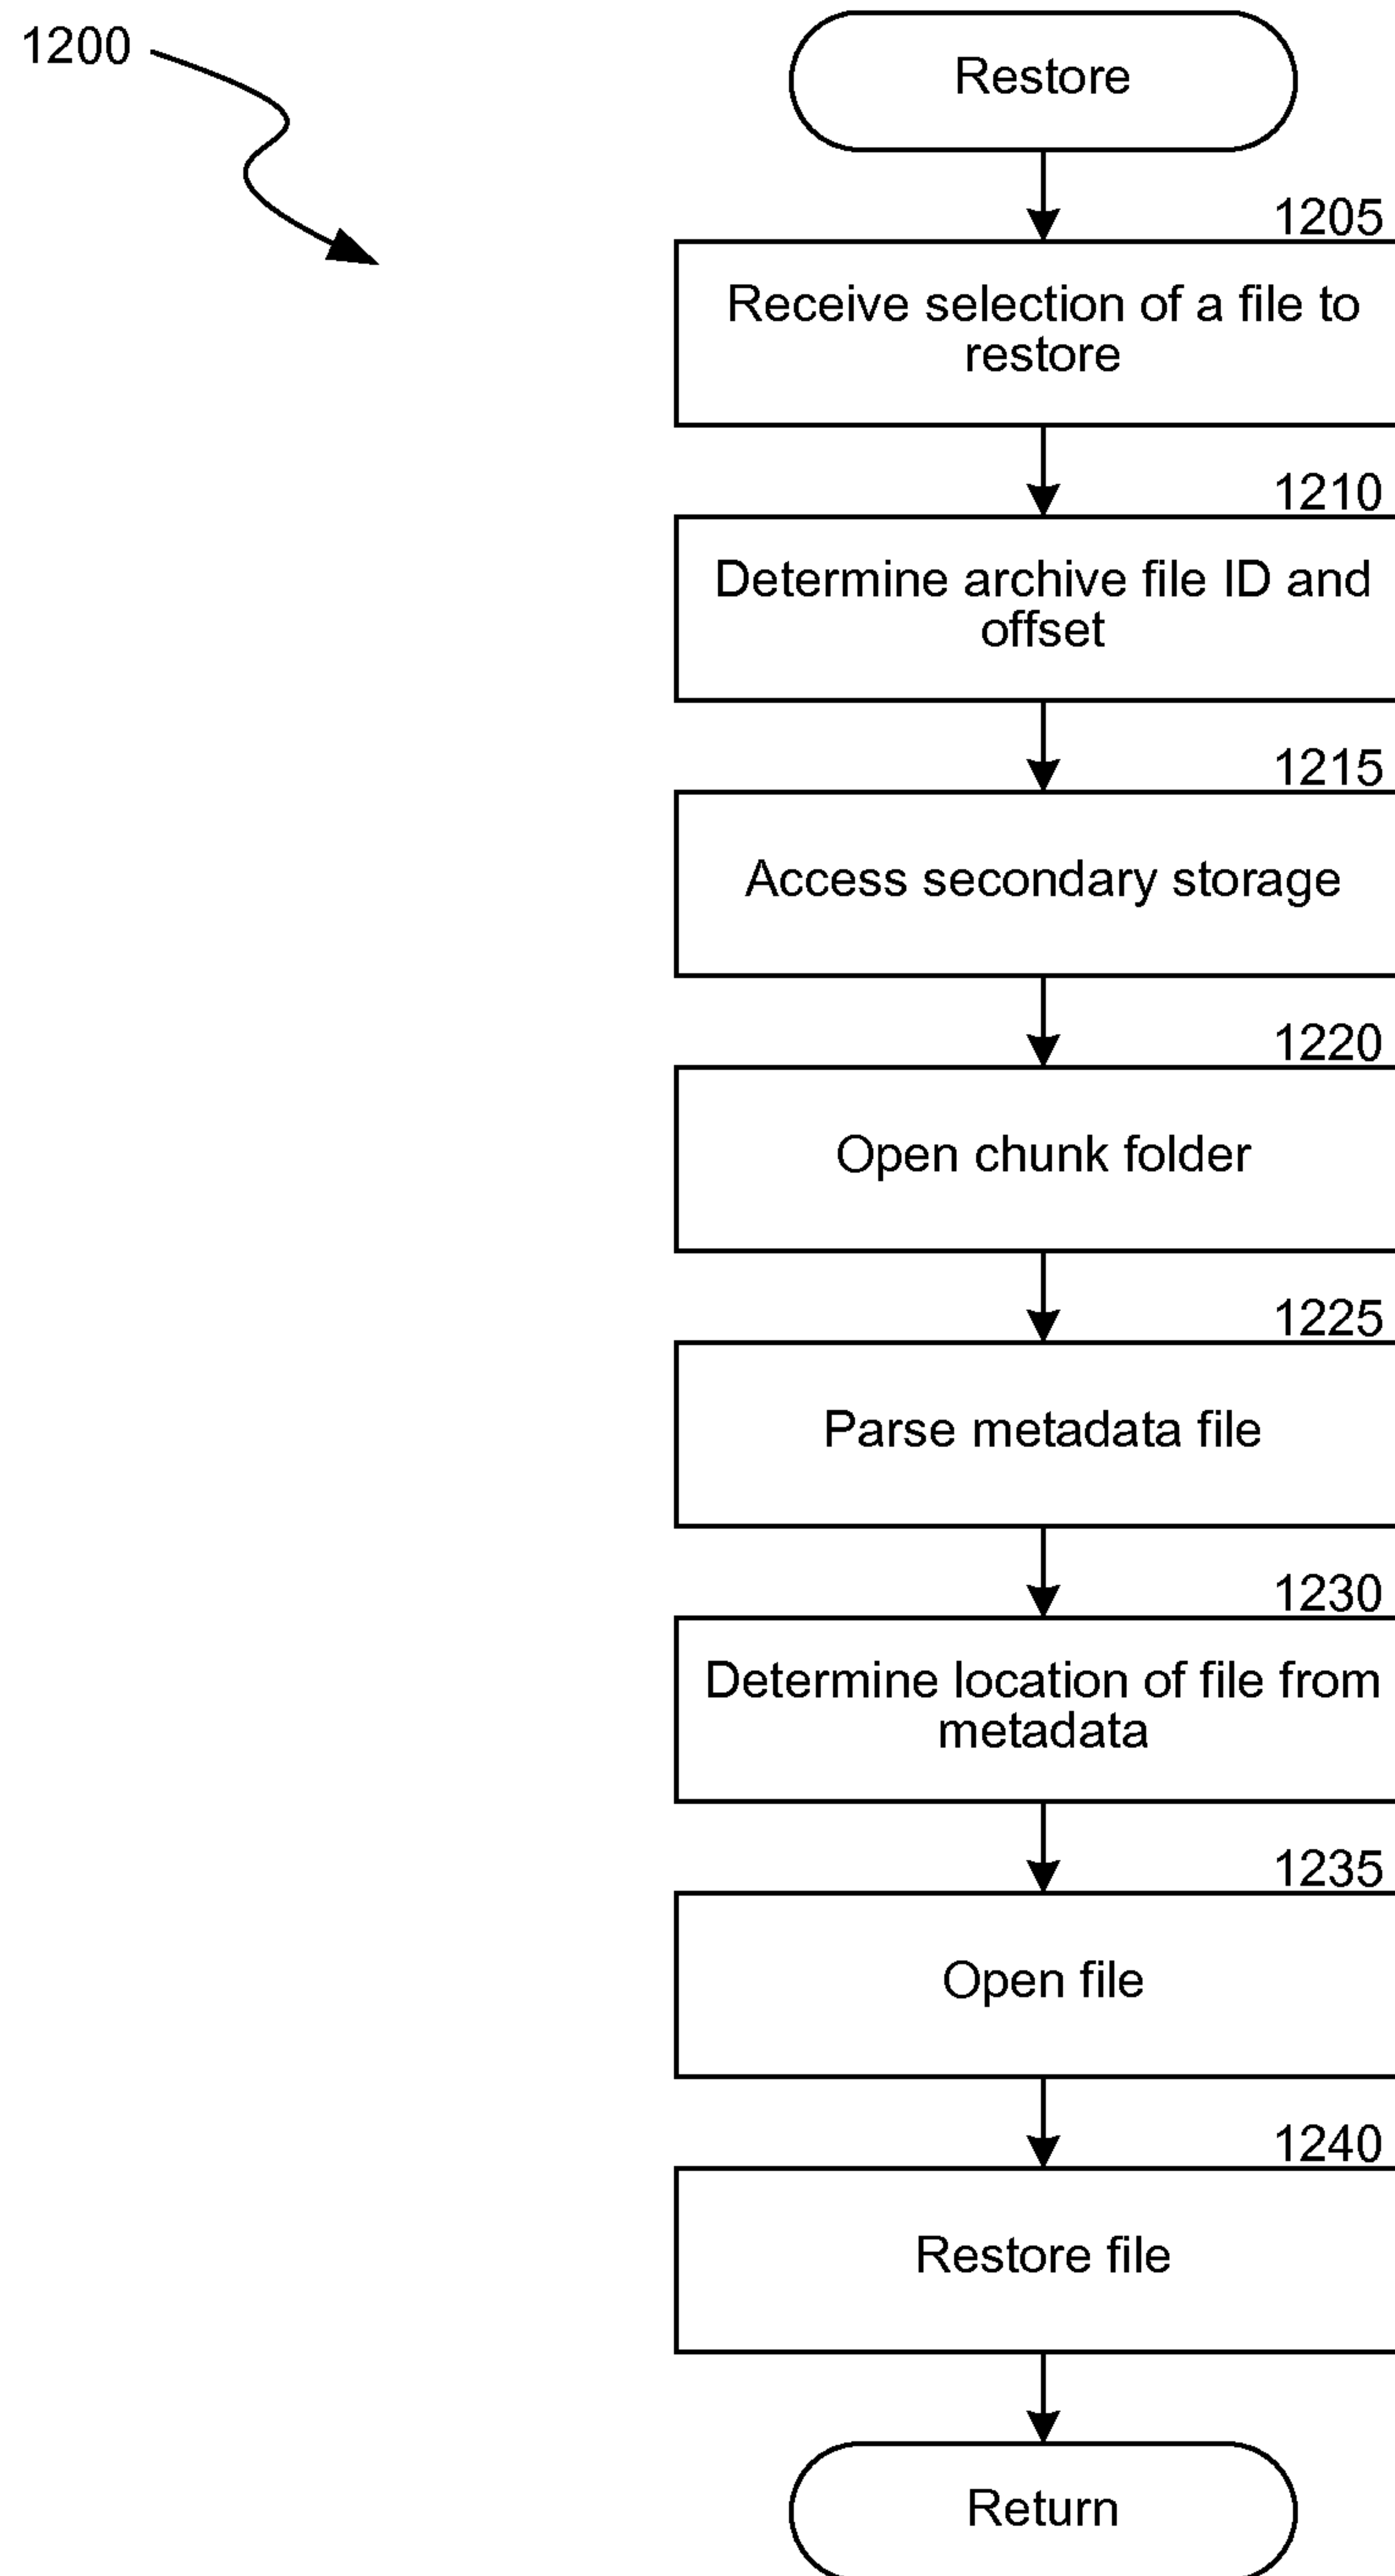 1200
Restore
1205
Receive selection of a file to
restore
1210
Determine archive file ID and
offset
1215
Access secondary storage
1220
Open chunk folder
1225
Parse metadata file
1230
Determine location of file from
metadata
1235
Open file
1240
Restore file
Return